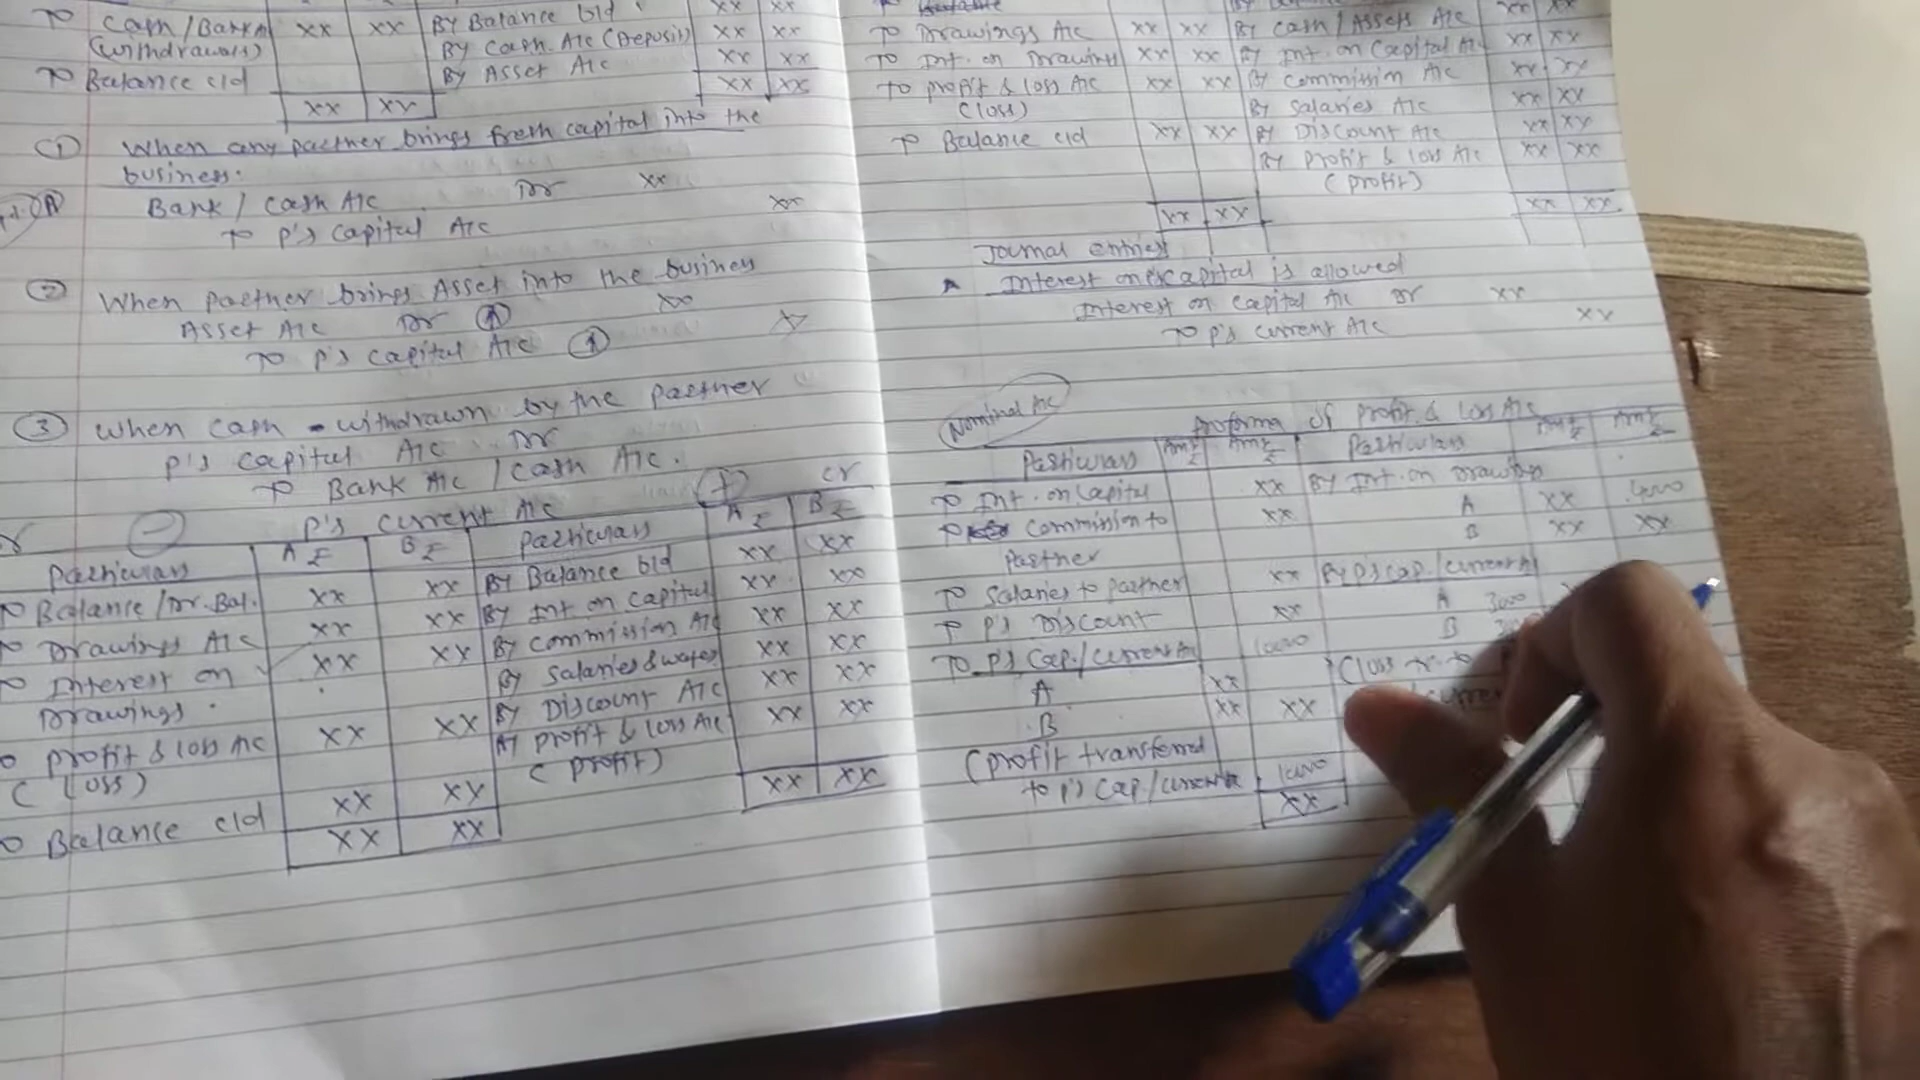 To Cash/Bank A/c xx xx By Balance b/d xx xx
(withdrawals) By Cash A/c (Deposit) xx xx
By Asset A/c xx xx
To Balance c/d xx xx
xx xx
① When any partner brings fresh capital into the
business.
Bank / Cash A/c Dr xx
To P's Capital A/c xx
② When partner brings Asset into the business
Asset A/c Dr xx
To P's Capital A/c
③ When cash withdrawn by the partner
P's Capital A/c Dr
To Bank A/c / Cash A/c.
P's Current A/c + cr
Particulars A ₹ B ₹ Particulars A ₹ B ₹
To Balance/Dr. Bal. xx xx By Balance b/d xx xx
To Drawings A/c xx xx By Int on Capital xx xx
To Interest on xx xx By Commission A/c xx xx
Drawings. By Salaries & wages xx xx
By Discount A/c xx xx
To Profit & Loss A/c xx xx By Profit & Loss A/c xx xx
(Loss) (Profit)
To Balance c/d xx xx xx xx
xx xx
By Cash / Assets A/c xx xx
To Drawings A/c xx xx By Int. on Capital A/c xx xx
To Int. on Drawings xx xx By Commission A/c xx xx
To Profit & Loss A/c xx xx By Salaries A/c xx xx
(Loss)
To Balance c/d xx xx By Discount A/c xx xx
By Profit & Loss A/c xx xx
(Profit)
xx xx xx xx
Journal entries
Interest on capital is allowed
Interest on Capital A/c Dr xx
To P's Current A/c xx
Nominal A/c
Proforma of Profit & Loss A/c
Particulars Amt ₹ Amt ₹ Particulars Amt ₹ Amt ₹
To Int. on Capital xx By Int. on Drawings
A xx
To Commission to xx B xx xx
Partner
To Salaries to Partner xx By P's Cap./Current A/c
A 3000
To P's Discount xx B
To P's Cap./Current A/c 10000
A xx (Loss tr. to
B xx xx
(Profit transferred
to P's Cap./Current A/c 1000
xx